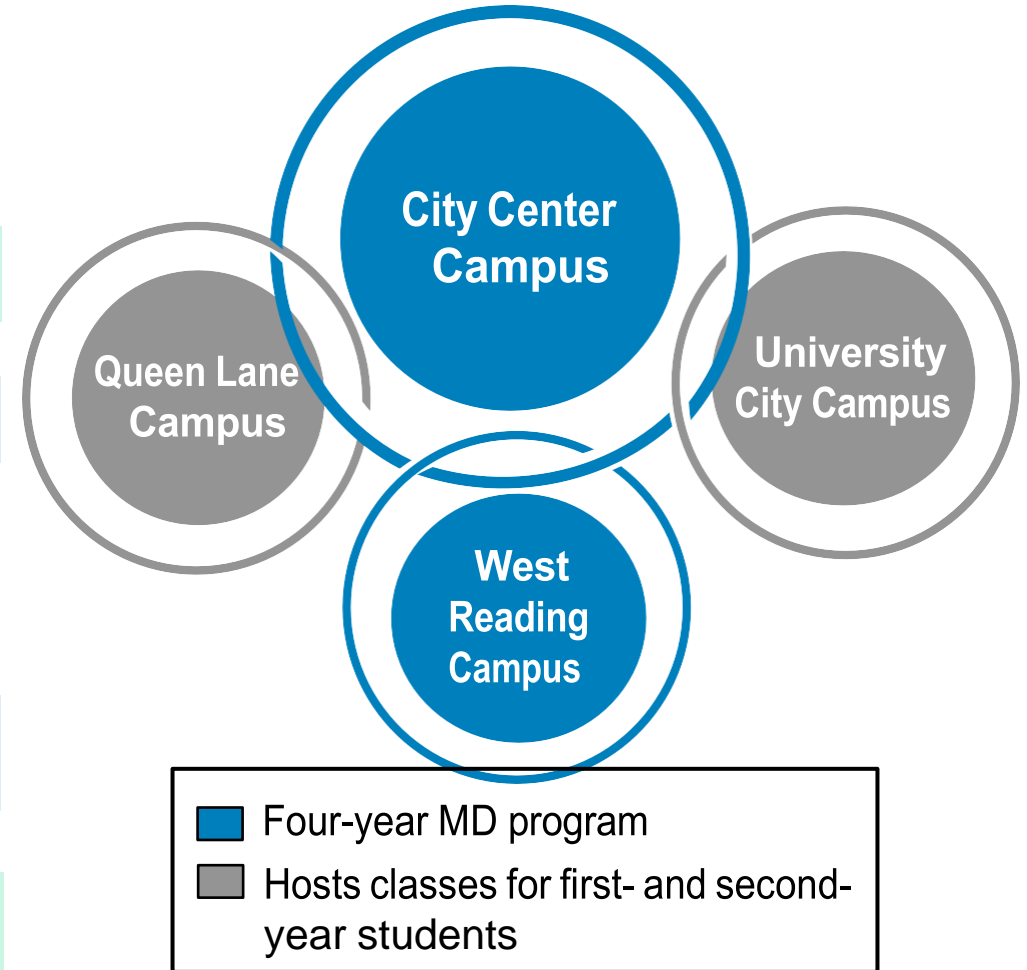 City Center
Campus
Queen Lane
Campus
University
City Campus
West
Reading
Campus
Four-year MD program
Hosts classes for first- and second-
year students